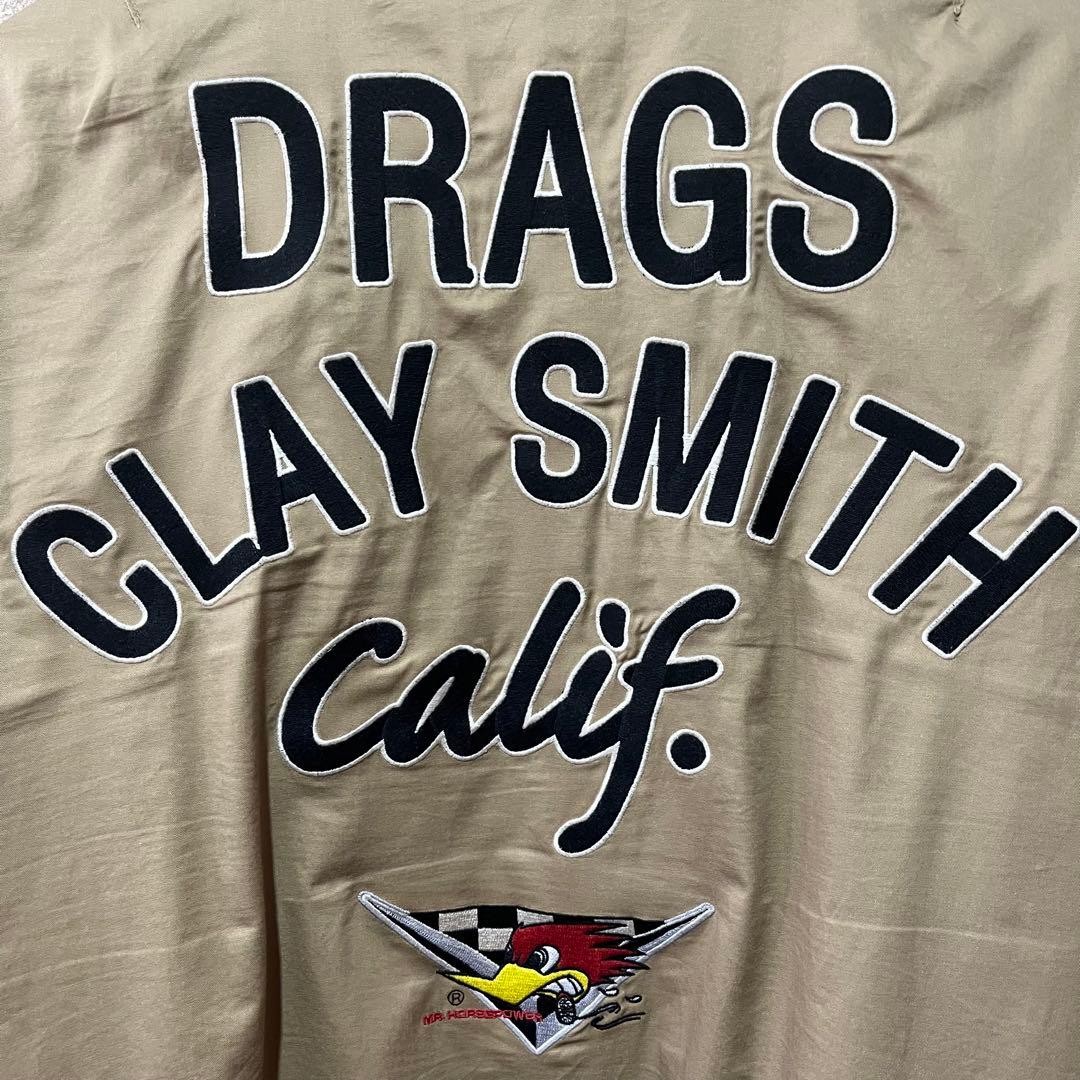 DRAGS
CLAY SMITH
Calif.
®
MR. HORSEPOWER